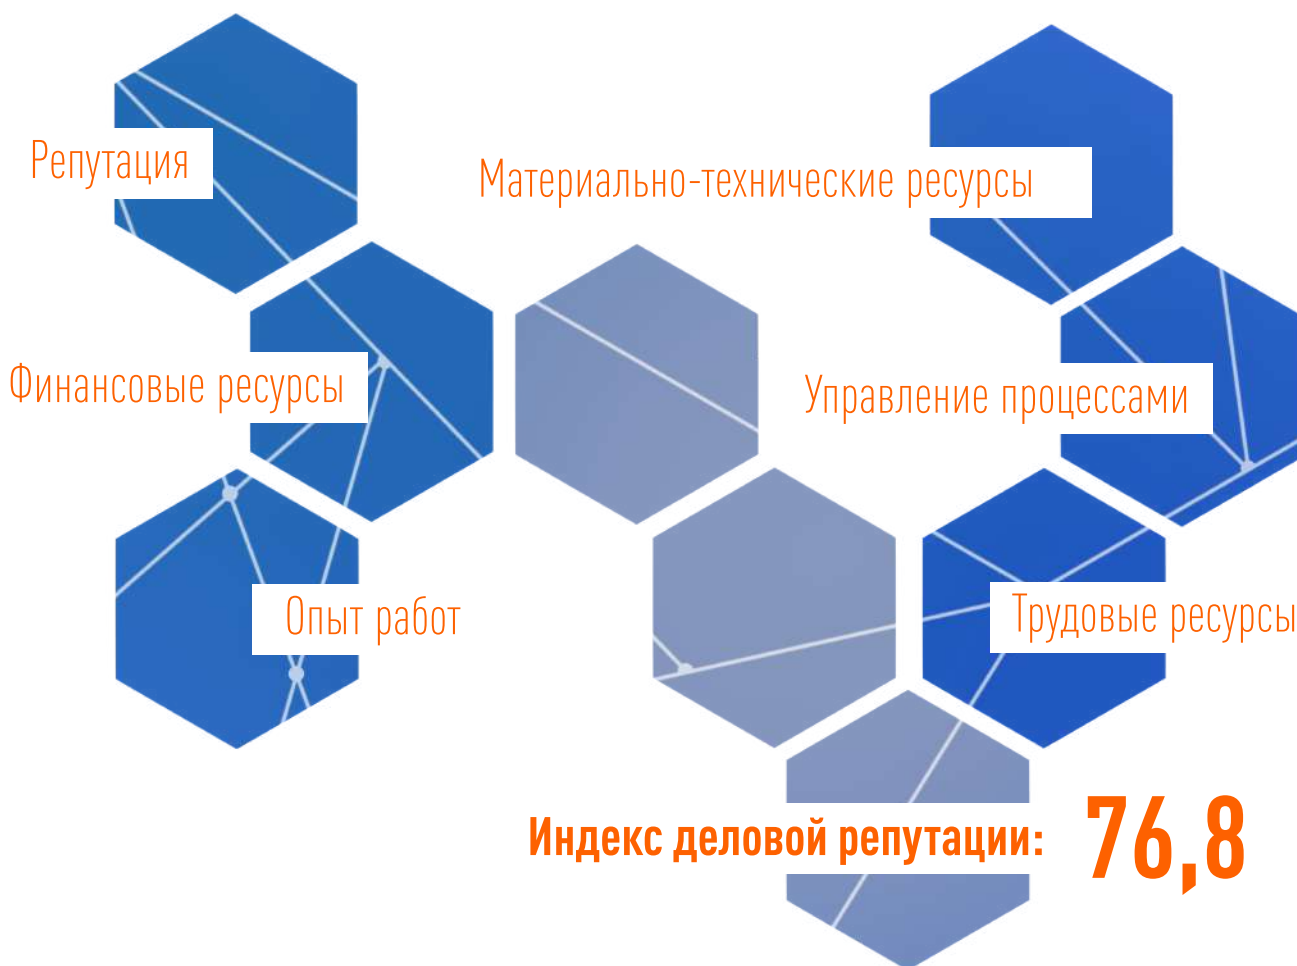 Репутация
Материально-технические ресурсы
Финансовые ресурсы
Управление процессами
Опыт работ
Трудовые ресурсы
Индекс деловой репутации: 76,8